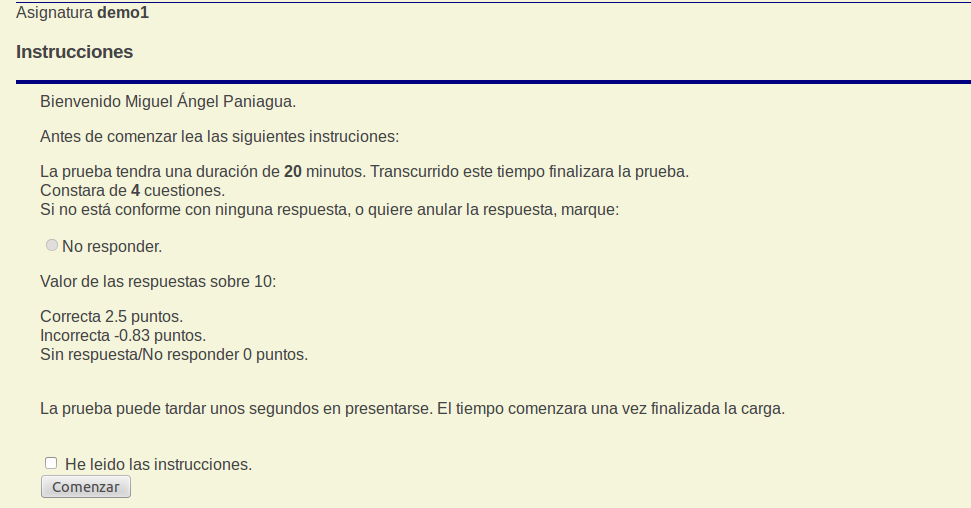 Asignatura demo1
Instrucciones
Bienvenido Miguel Ángel Paniagua.
Antes de comenzar lea las siguientes instruciones:
La prueba tendra una duración de 20 minutos. Transcurrido este tiempo finalizara la prueba.
Constara de 4 cuestiones.
Si no está conforme con ninguna respuesta, o quiere anular la respuesta, marque:
No responder.
Valor de las respuestas sobre 10:
Correcta 2.5 puntos.
Incorrecta -0.83 puntos.
Sin respuesta/No responder 0 puntos.
La prueba puede tardar unos segundos en presentarse. El tiempo comenzara una vez finalizada la carga.
He leido las instrucciones.
Comenzar